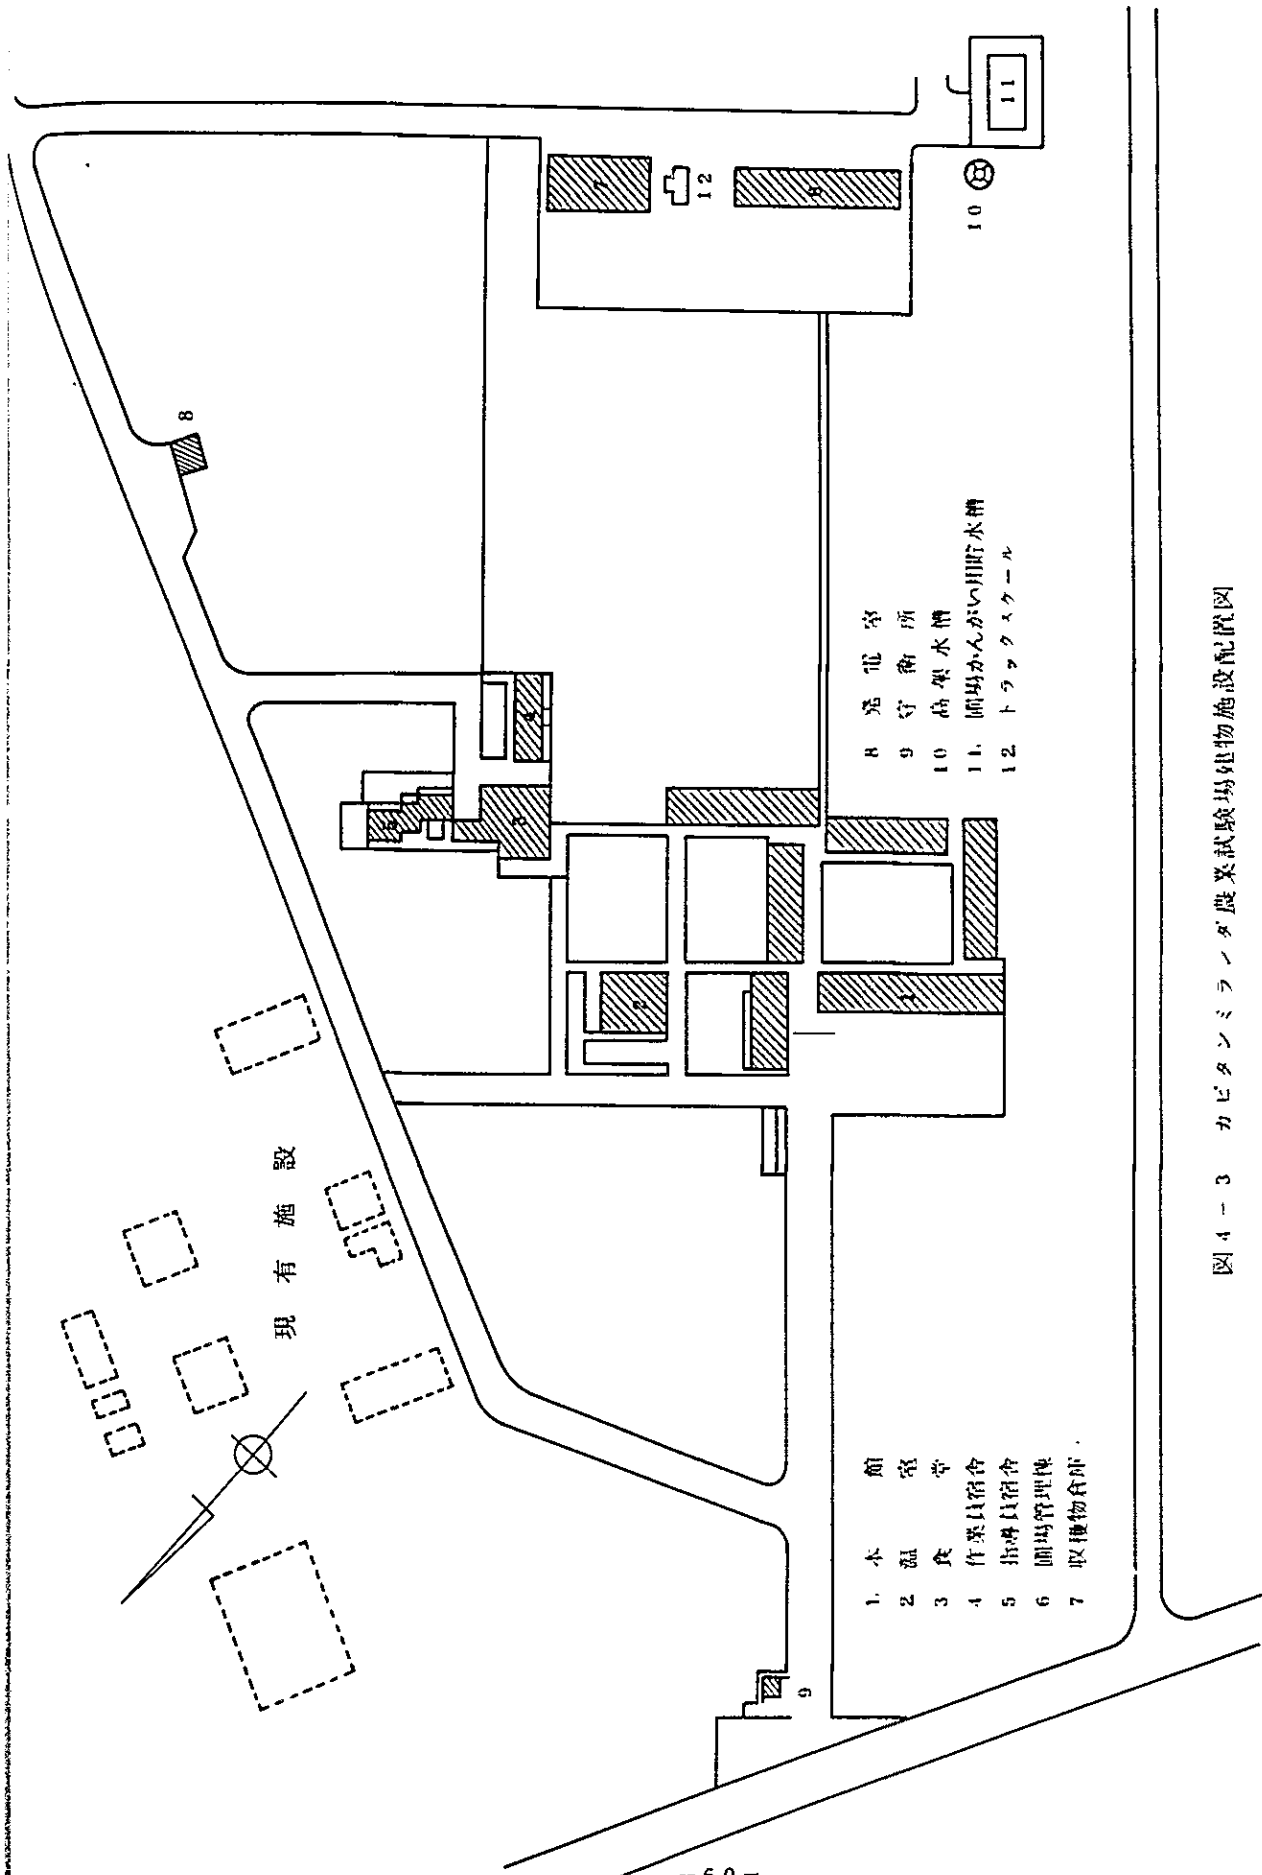 現有施設
8
7
12
6
11
10
4
5
3
2
1
9
1. 本館
2 温室
3 食堂
4 作業員宿舎
5 指導員宿舎
6 圃場管理棟
7 収穫物倉庫
8 発電室
9 守衛所
10 高架水槽
11. 圃場かんがい用貯水槽
12. トラックスケール
図4-3 カピタンミランダ農業試験場建物施設配置図